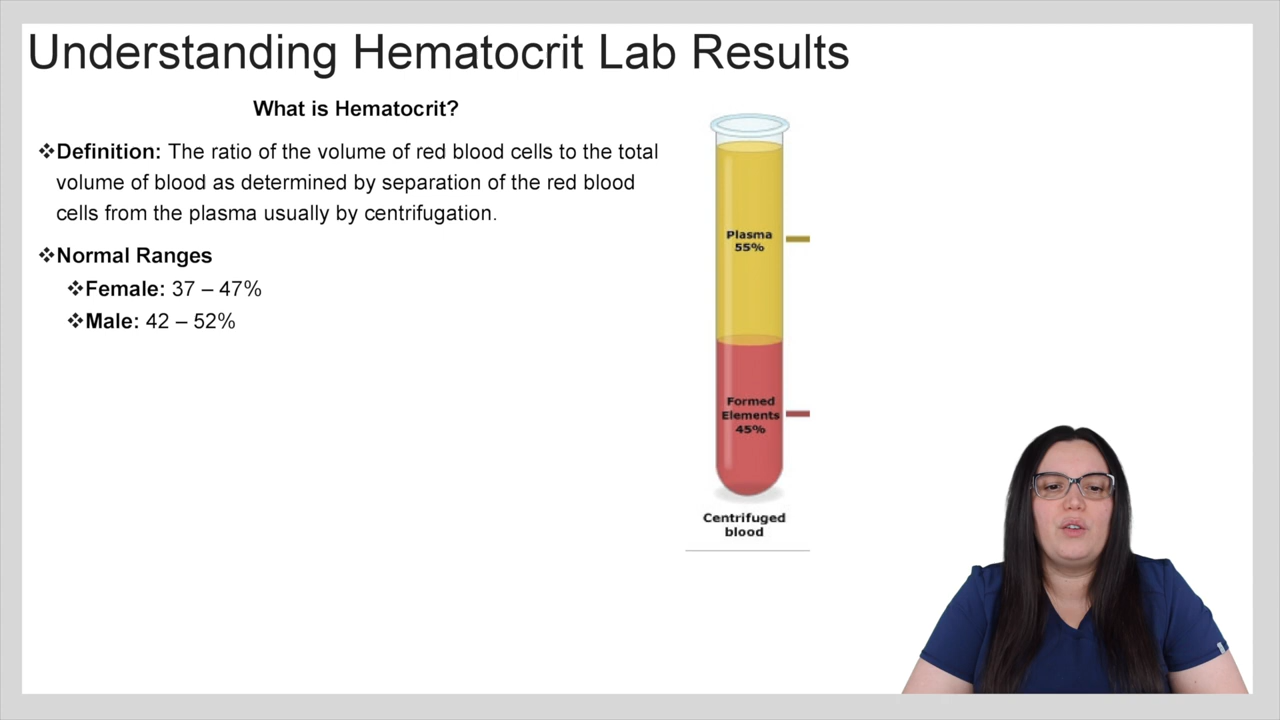 Understanding Hematocrit Lab Results
What is Hematocrit?
❖Definition: The ratio of the volume of red blood cells to the total
volume of blood as determined by separation of the red blood
cells from the plasma usually by centrifugation.
❖Normal Ranges
❖Female: 37 – 47%
❖Male: 42 – 52%
Plasma
55%
Formed
Elements
45%
Centrifuged
blood